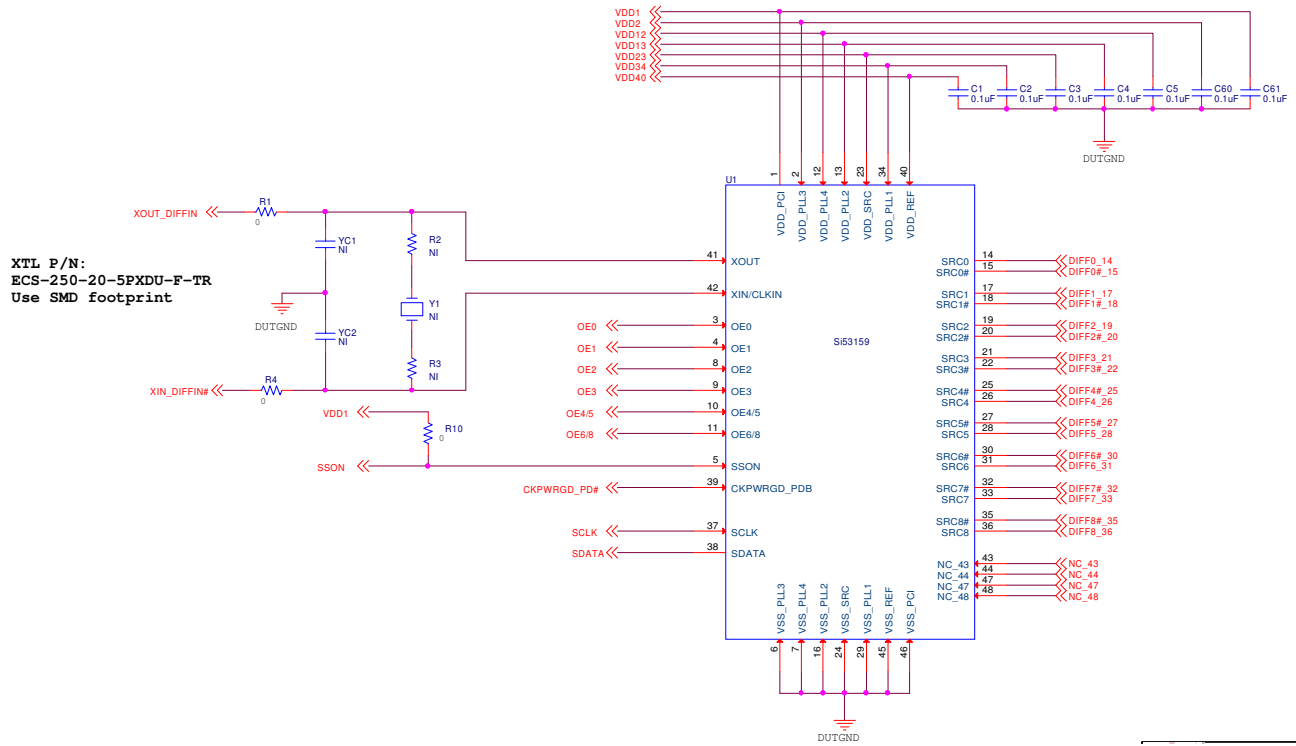 VDD1
VDD2
VDD12
VDD13
VDD23
VDD34
VDD40
C1
0.1uF
C2
0.1uF
C3
0.1uF
C4
0.1uF
C5
0.1uF
C60
0.1uF
C61
0.1uF
DUTGND
U1
1
2
12
13
23
34
40
VDD_PCI
VDD_PLL3
VDD_PLL4
VDD_PLL2
VDD_SRC
VDD_PLL1
VDD_REF
XOUT_DIFFIN
R1
0
YC1
NI
R2
NI
XTL P/N:
ECS-250-20-5PXDU-F-TR
Use SMD footprint
DUTGND
Y1
NI
YC2
NI
R3
NI
XIN_DIFFIN#
R4
0
VDD1
R10
0
41
XOUT
42
XIN/CLKIN
OE0
3
OE0
OE1
4
OE1
OE2
8
OE2
OE3
9
OE3
OE4/5
10
OE4/5
OE6/8
11
OE6/8
SSON
5
SSON
CKPWRGD_PD#
39
CKPWRGD_PDB
SCLK
37
SCLK
SDATA
38
SDATA
Si53159
SRC0
14
DIFF0_14
SRC0#
15
DIFF0#_15
SRC1
17
DIFF1_17
SRC1#
18
DIFF1#_18
SRC2
19
DIFF2_19
SRC2#
20
DIFF2#_20
SRC3
21
DIFF3_21
SRC3#
22
DIFF3#_22
SRC4#
25
DIFF4#_25
SRC4
26
DIFF4_26
SRC5#
27
DIFF5#_27
SRC5
28
DIFF5_28
SRC6#
30
DIFF6#_30
SRC6
31
DIFF6_31
SRC7#
32
DIFF7#_32
SRC7
33
DIFF7_33
SRC8#
35
DIFF8#_35
SRC8
36
DIFF8_36
NC_43
43
NC_43
NC_44
44
NC_44
NC_47
47
NC_47
NC_48
48
NC_48
VSS_PLL3
VSS_PLL4
VSS_PLL2
VSS_SRC
VSS_PLL1
VSS_REF
VSS_PCI
6
7
16
24
29
45
46
DUTGND